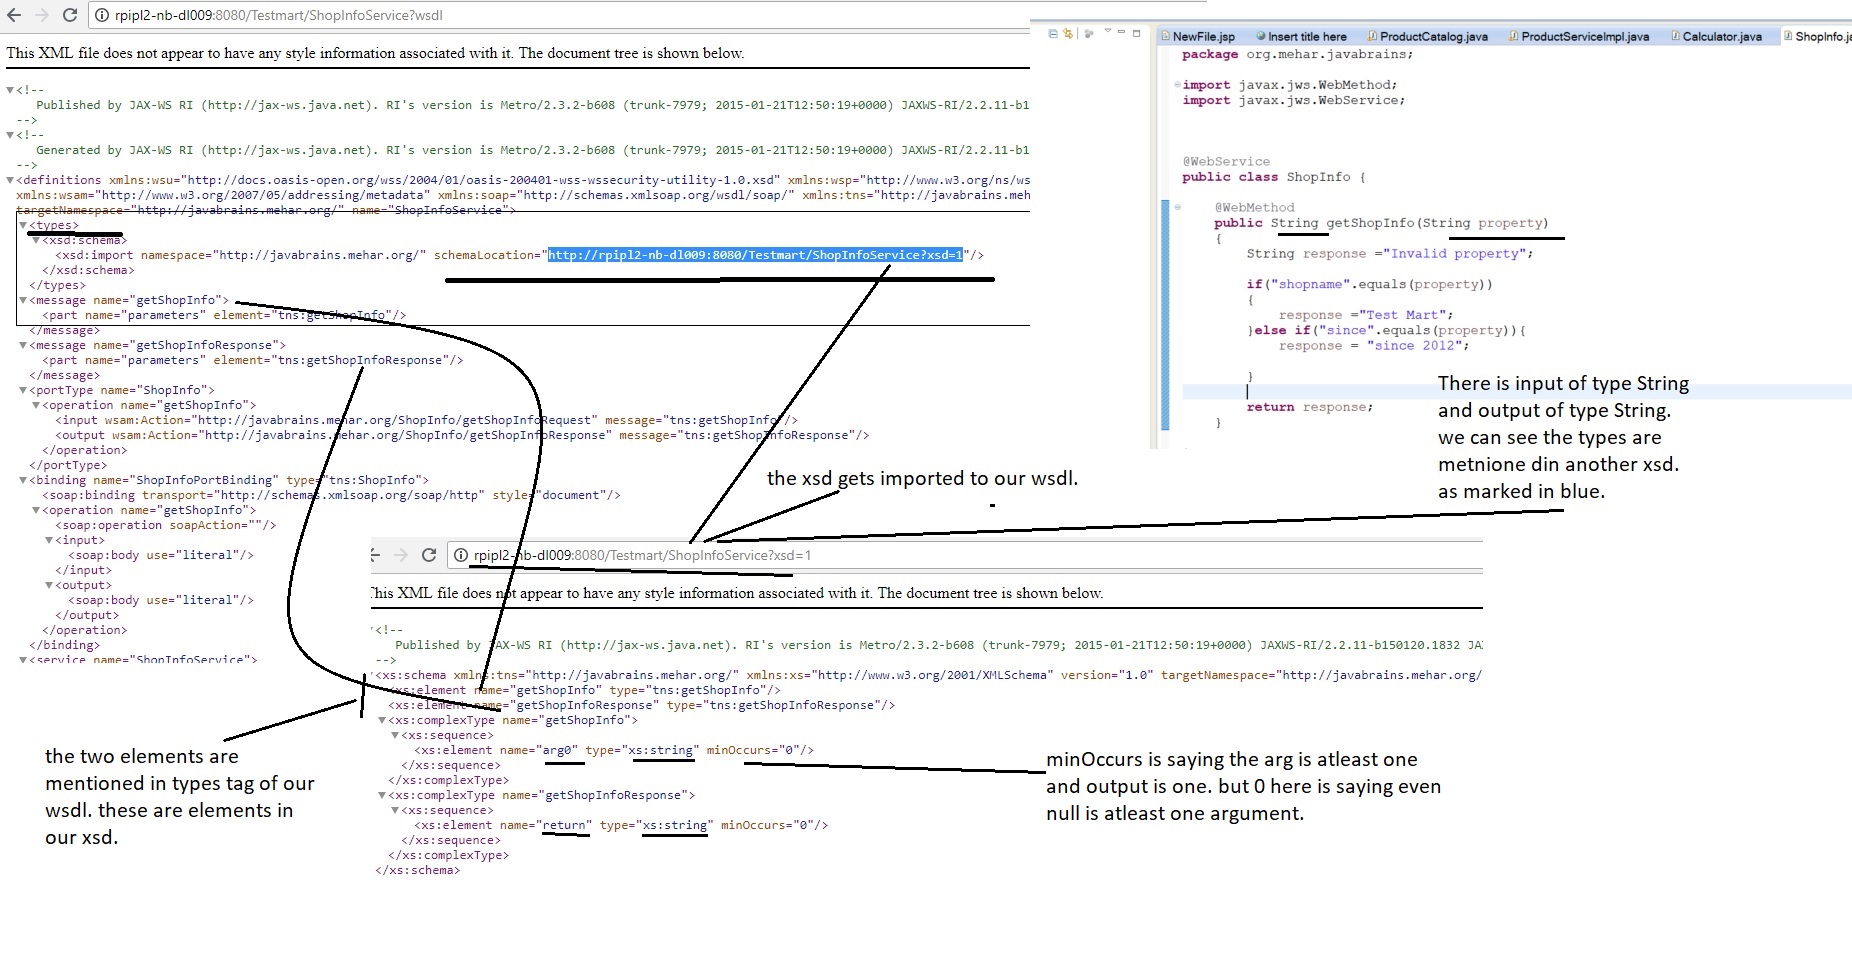 rpipl2-nb-dl009:8080/Testmart/ShopInfoService?wsdl
This XML file does not appear to have any style information associated with it. The document tree is shown below.
<!--
Published by JAX-WS RI (http://jax-ws.java.net). RI's version is Metro/2.3.2-b608 (trunk-7979; 2015-01-21T12:50:19+0000) JAXWS-RI/2.2.11-b1
-->
<!--
Generated by JAX-WS RI (http://jax-ws.java.net). RI's version is Metro/2.3.2-b608 (trunk-7979; 2015-01-21T12:50:19+0000) JAXWS-RI/2.2.11-b1
-->
<definitions xmlns:wsu="http://docs.oasis-open.org/wss/2004/01/oasis-200401-wss-wssecurity-utility-1.0.xsd" xmlns:wsp="http://www.w3.org/ns/ws
xmlns:wsam="http://www.w3.org/2007/05/addressing/metadata" xmlns:soap="http://schemas.xmlsoap.org/wsdl/soap/" xmlns:tns="http://javabrains.meh
targetNamespace="http://javabrains.mehar.org/" name="ShopInfoService">
<types>
<xsd:schema>
<xsd:import namespace="http://javabrains.mehar.org/" schemaLocation="http://rpipl2-nb-dl009:8080/Testmart/ShopInfoService?xsd=1"/>
</xsd:schema>
</types>
<message name="getShopInfo">
<part name="parameters" element="tns:getShopInfo"/>
</message>
<message name="getShopInfoResponse">
<part name="parameters" element="tns:getShopInfoResponse"/>
</message>
<portType name="ShopInfo">
<operation name="getShopInfo">
<input wsam:Action="http://javabrains.mehar.org/ShopInfo/getShopInfoRequest" message="tns:getShopInfo"/>
<output wsam:Action="http://javabrains.mehar.org/ShopInfo/getShopInfoResponse" message="tns:getShopInfoResponse"/>
</operation>
</portType>
<binding name="ShopInfoPortBinding" type="tns:ShopInfo">
<soap:binding transport="http://schemas.xmlsoap.org/soap/http" style="document"/>
<operation name="getShopInfo">
<soap:operation soapAction=""/>
<input>
<soap:body use="literal"/>
</input>
<output>
<soap:body use="literal"/>
</output>
</operation>
</binding>
<service name="ShopInfoService">
NewFile.jsp Insert title here ProductCatalog.java ProductServiceImpl.java Calculator.java ShopInfo.ja
package org.mehar.javabrains;
import javax.jws.WebMethod;
import javax.jws.WebService;
@WebService
public class ShopInfo {
@WebMethod
public String getShopInfo(String property)
{
String response ="Invalid property";
if("shopname".equals(property))
{
response ="Test Mart";
}else if("since".equals(property)){
response = "since 2012";
}
return response;
}
There is input of type String
and output of type String.
we can see the types are
metnione din another xsd.
as marked in blue.
the xsd gets imported to our wsdl.
rpipl2-nb-dl009:8080/Testmart/ShopInfoService?xsd=1
This XML file does not appear to have any style information associated with it. The document tree is shown below.
<!--
Published by JAX-WS RI (http://jax-ws.java.net). RI's version is Metro/2.3.2-b608 (trunk-7979; 2015-01-21T12:50:19+0000) JAXWS-RI/2.2.11-b150120.1832 JA
-->
<xs:schema xmlns:tns="http://javabrains.mehar.org/" xmlns:xs="http://www.w3.org/2001/XMLSchema" version="1.0" targetNamespace="http://javabrains.mehar.org/
<xs:element name="getShopInfo" type="tns:getShopInfo"/>
<xs:element name="getShopInfoResponse" type="tns:getShopInfoResponse"/>
<xs:complexType name="getShopInfo">
<xs:sequence>
<xs:element name="arg0" type="xs:string" minOccurs="0"/>
</xs:sequence>
</xs:complexType>
<xs:complexType name="getShopInfoResponse">
<xs:sequence>
<xs:element name="return" type="xs:string" minOccurs="0"/>
</xs:sequence>
</xs:complexType>
</xs:schema>
the two elements are
mentioned in types tag of our
wsdl. these are elements in
our xsd.
minOccurs is saying the arg is atleast one
and output is one. but 0 here is saying even
null is atleast one argument.